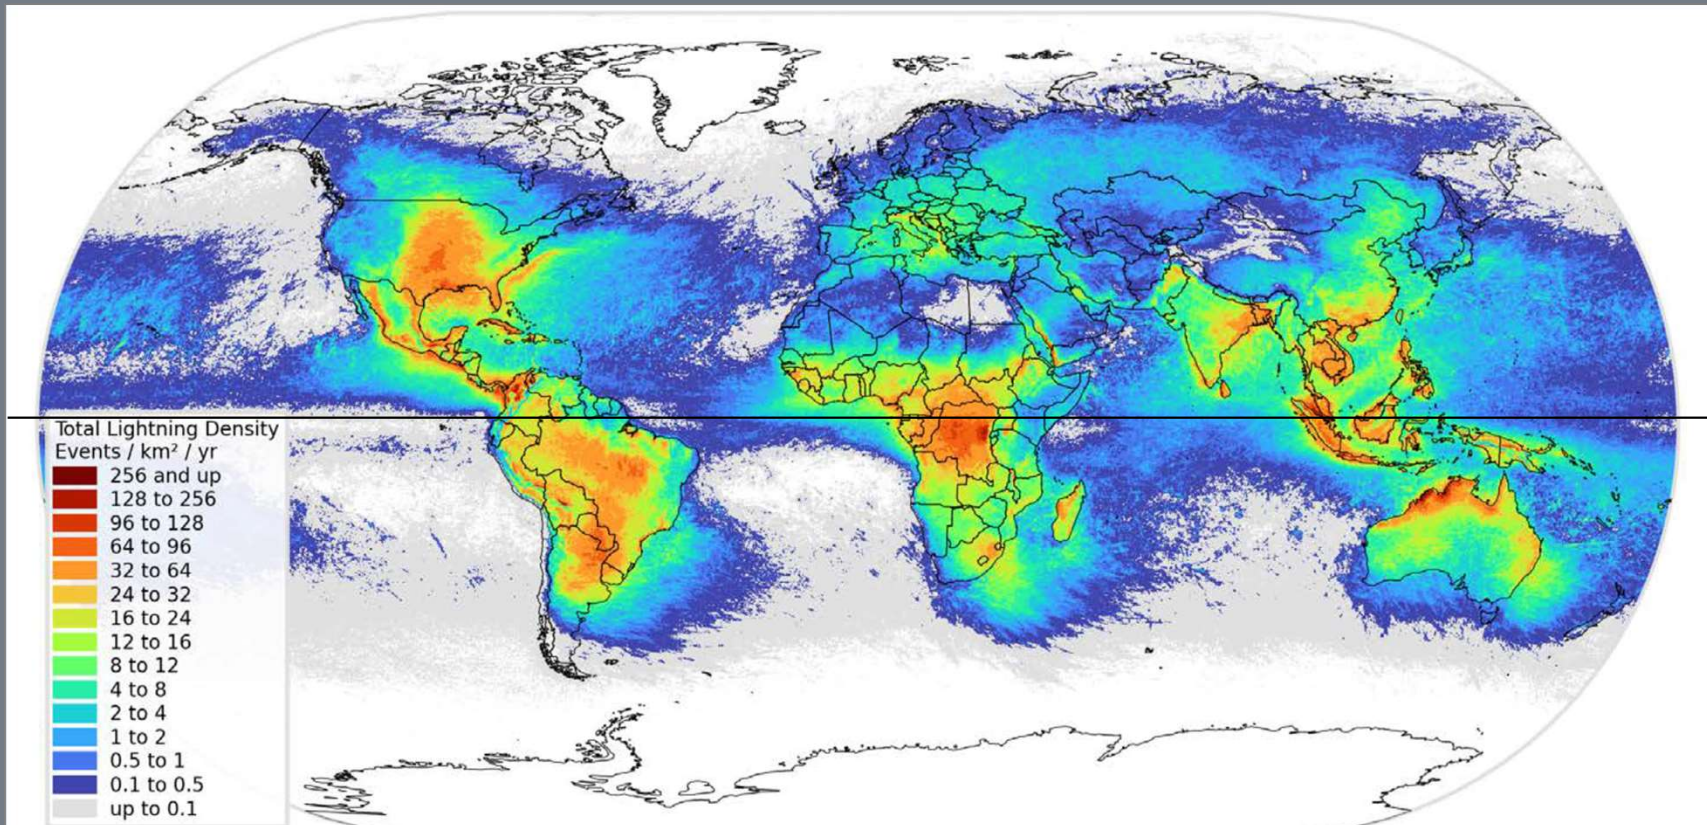 Total Lightning Density
Events / km² / yr
256 and up
128 to 256
96 to 128
64 to 96
32 to 64
24 to 32
16 to 24
12 to 16
8 to 12
4 to 8
2 to 4
1 to 2
0.5 to 1
0.1 to 0.5
up to 0.1